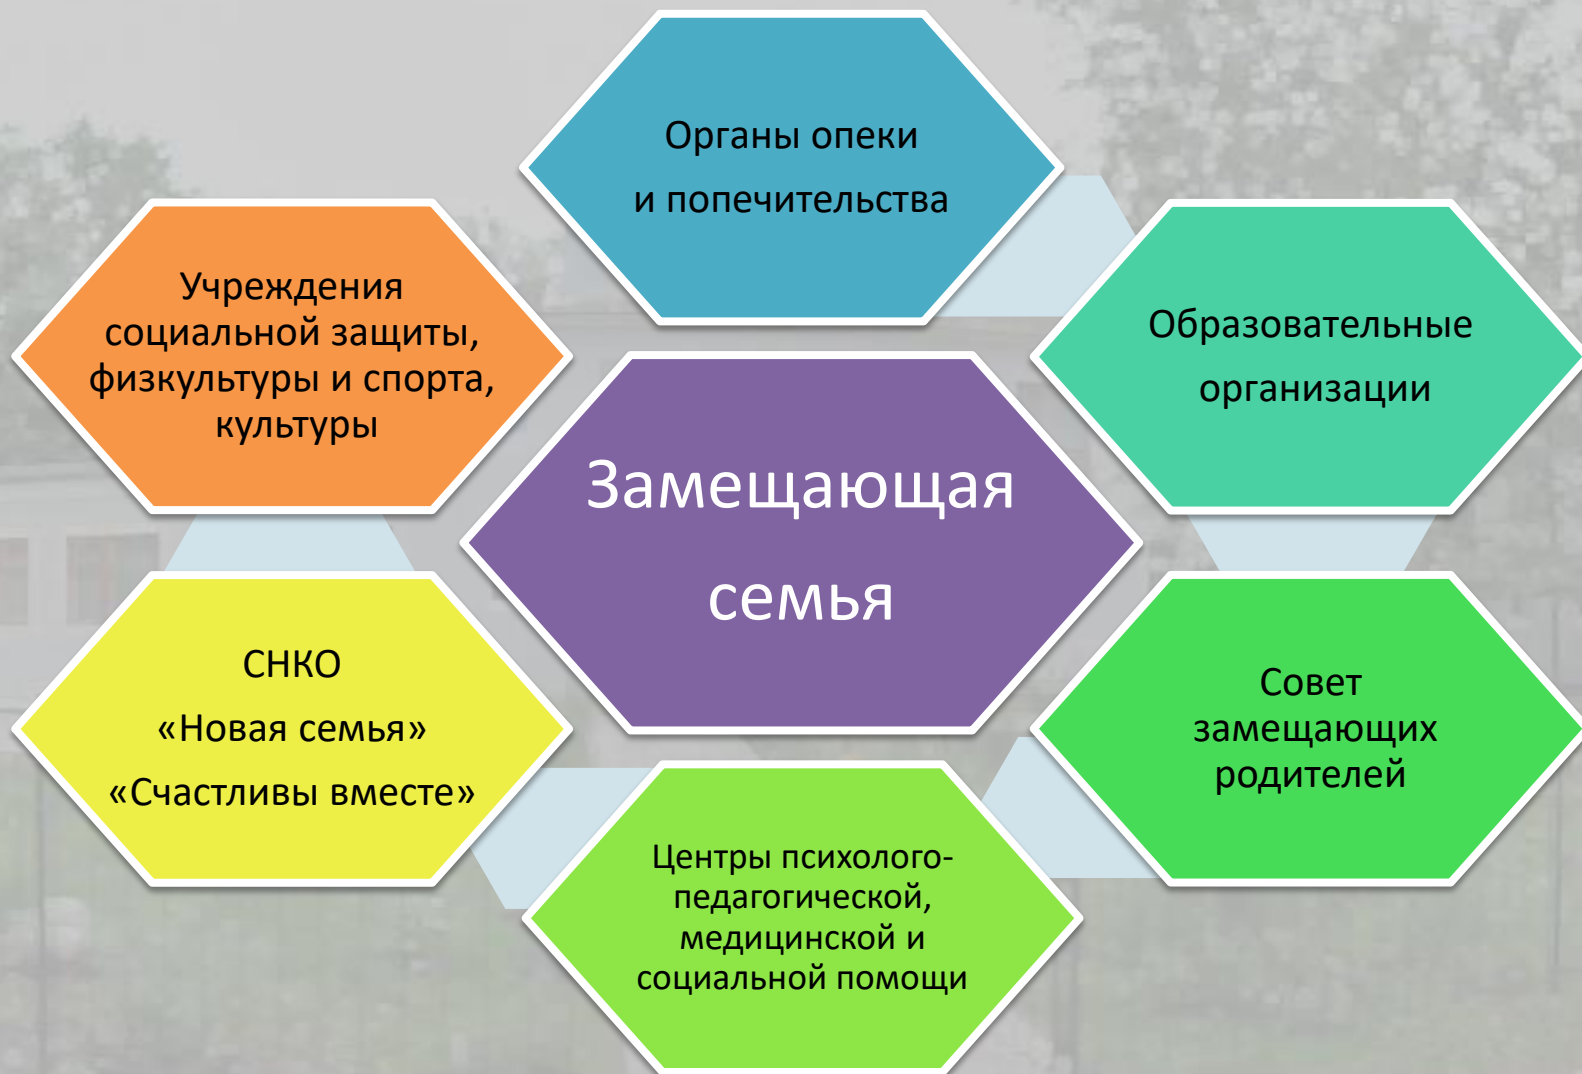 Органы опеки
и попечительства
Учреждения
социальной защиты,
физкультуры и спорта,
культуры
Образовательные
организации
Замещающая
семья
СНКО
«Новая семья»
«Счастливы вместе»
Совет
замещающих
родителей
Центры психолого-
педагогической,
медицинской и
социальной помощи